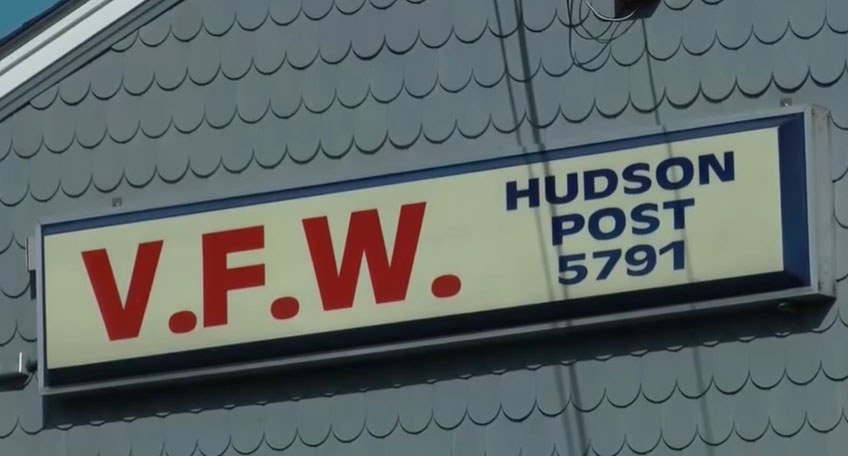 V.F.W.
HUDSON
POST
5791